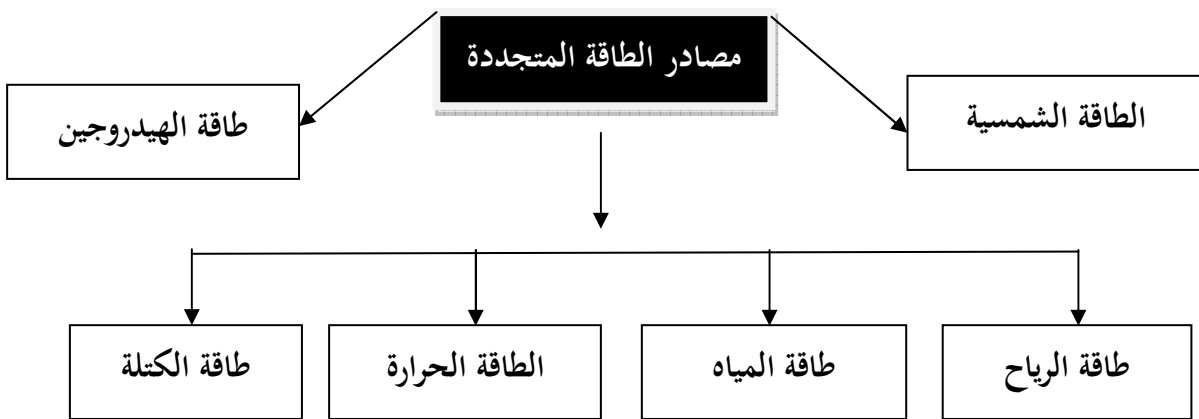 مصادر الطاقة المتجددة
الطاقة الشمسية
طاقة الهيدروجين
طاقة الرياح
طاقة المياه
الطاقة الحرارة
طاقة الكتلة